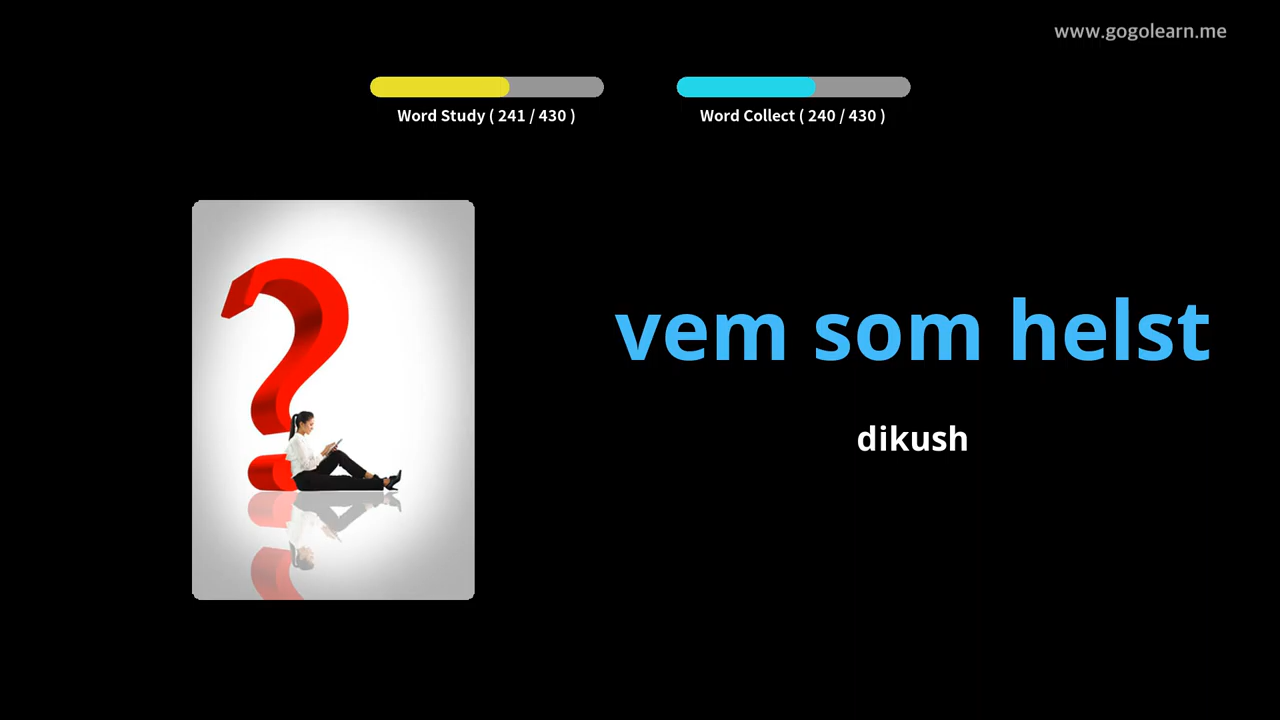 www.gogolearn.me
Word Study ( 241 / 430 )
Word Collect ( 240 / 430 )
vem som helst
dikush